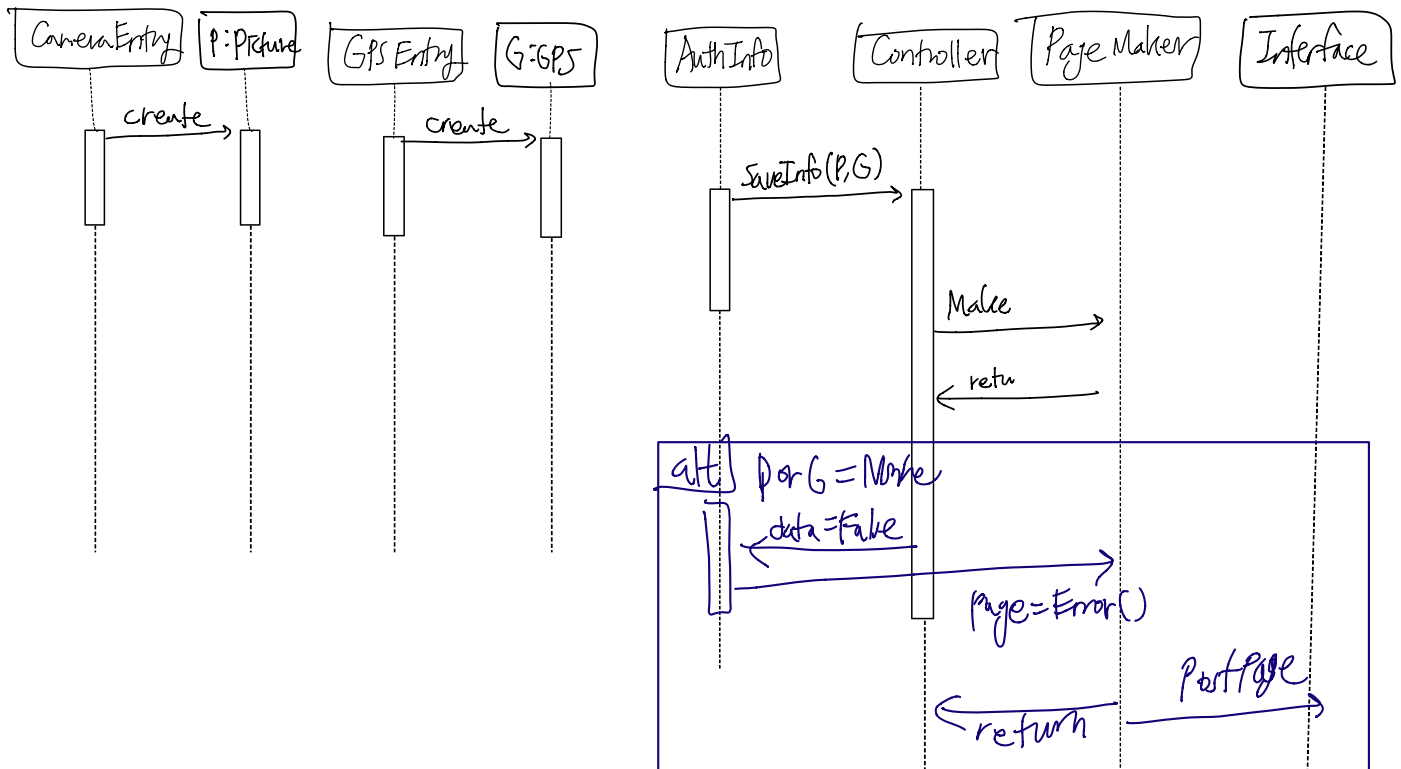 CameraEntry
P:Picture
GPS Entry
G:GPS
AuthInfo
Controller
Page Maker
Interface
create
create
SaveInfo(P,G)
Make
retu
alt
P or G = None
data=False
page=Error()
PostPage
return